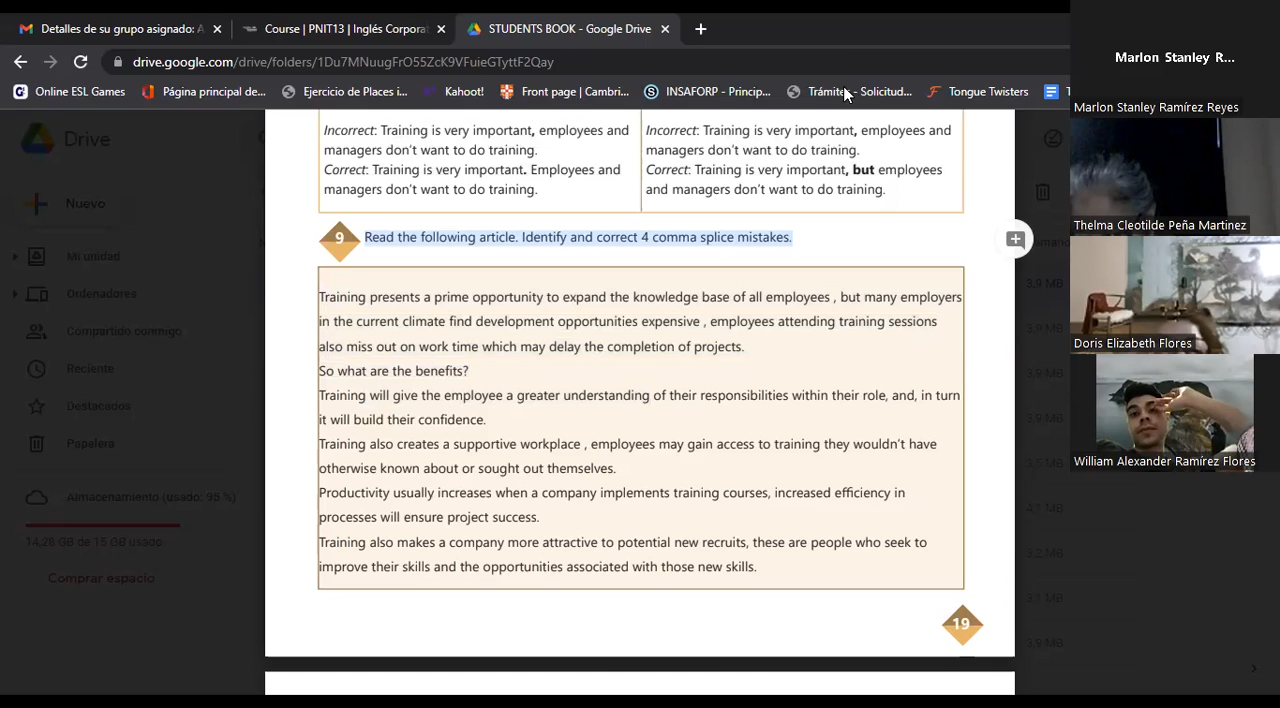 Detalles de su grupo asignado: A
Course | PNIT13 | Inglés Corporat
STUDENTS BOOK - Google Drive
drive.google.com/drive/folders/1Du7MNuugFrO55ZcK9VFuieGTyttF2Qay
Online ESL Games
Página principal de...
Ejercicio de Places i...
Kahoot!
Front page | Cambri...
INSAFORP - Princip...
Trámites - Solicitud...
Tongue Twisters
Marlon Stanley R...
Marlon Stanley Ramírez Reyes
Thelma Cleotilde Peña Martinez
Doris Elizabeth Flores
William Alexander Ramírez Flores
Drive
Nuevo
Mi unidad
Ordenadores
Compartido conmigo
Reciente
Destacados
Papelera
Almacenamiento (usado: 95 %)
14,28 GB de 15 GB usado
Comprar espacio
Incorrect: Training is very important, employees and
managers don't want to do training.
Correct: Training is very important. Employees and
managers don't want to do training.
Incorrect: Training is very important, employees and
managers don't want to do training.
Correct: Training is very important, but employees
and managers don't want to do training.
9 Read the following article. Identify and correct 4 comma splice mistakes.
Training presents a prime opportunity to expand the knowledge base of all employees , but many employers
in the current climate find development opportunities expensive , employees attending training sessions
also miss out on work time which may delay the completion of projects.
So what are the benefits?
Training will give the employee a greater understanding of their responsibilities within their role, and, in turn
it will build their confidence.
Training also creates a supportive workplace , employees may gain access to training they wouldn't have
otherwise known about or sought out themselves.
Productivity usually increases when a company implements training courses, increased efficiency in
processes will ensure project success.
Training also makes a company more attractive to potential new recruits, these are people who seek to
improve their skills and the opportunities associated with those new skills.
19